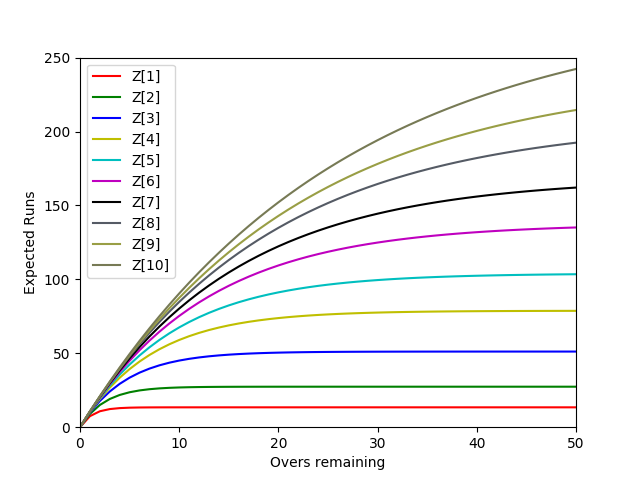 250
200
150
100
50
0
Expected Runs
Z[1]
Z[2]
Z[3]
Z[4]
Z[5]
Z[6]
Z[7]
Z[8]
Z[9]
Z[10]
0 10 20 30 40 50
Overs remaining